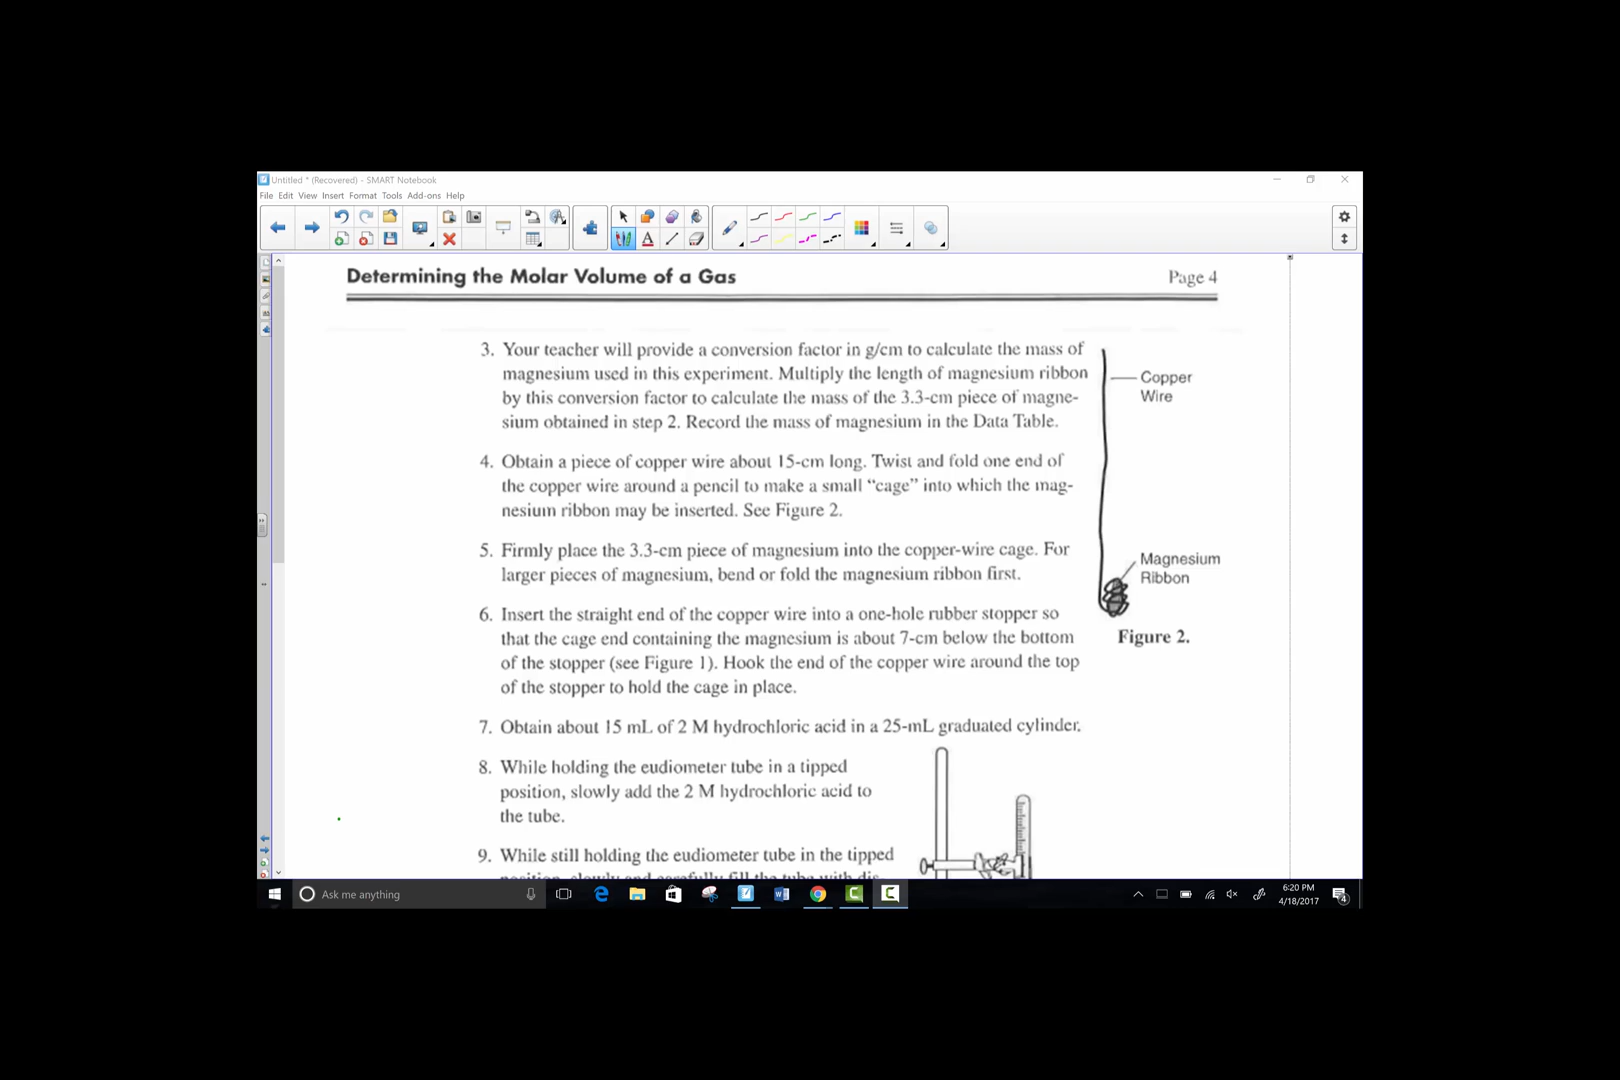 Untitled * (Recovered) - SMART Notebook
File Edit View Insert Format Tools Add-ons Help
Determining the Molar Volume of a Gas
Page 4
3. Your teacher will provide a conversion factor in g/cm to calculate the mass of
magnesium used in this experiment. Multiply the length of magnesium ribbon
by this conversion factor to calculate the mass of the 3.3-cm piece of magne-
sium obtained in step 2. Record the mass of magnesium in the Data Table.
Copper
Wire
4. Obtain a piece of copper wire about 15-cm long. Twist and fold one end of
the copper wire around a pencil to make a small “cage” into which the mag-
nesium ribbon may be inserted. See Figure 2.
5. Firmly place the 3.3-cm piece of magnesium into the copper-wire cage. For
larger pieces of magnesium, bend or fold the magnesium ribbon first.
Magnesium
Ribbon
6. Insert the straight end of the copper wire into a one-hole rubber stopper so
that the cage end containing the magnesium is about 7-cm below the bottom
of the stopper (see Figure 1). Hook the end of the copper wire around the top
of the stopper to hold the cage in place.
Figure 2.
7. Obtain about 15 mL of 2 M hydrochloric acid in a 25-mL graduated cylinder.
8. While holding the eudiometer tube in a tipped
position, slowly add the 2 M hydrochloric acid to
the tube.
9. While still holding the eudiometer tube in the tipped
position, slowly and carefully fill the tube with dis-
Ask me anything
6:20 PM
4/18/2017
4